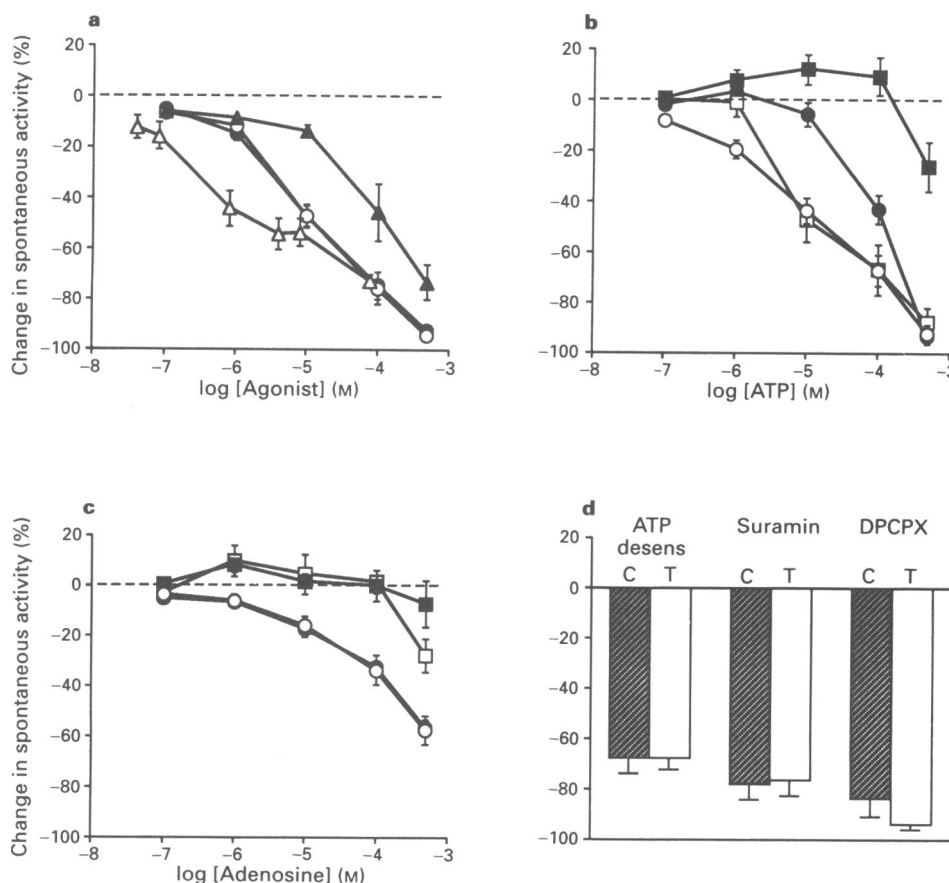 a
Change in spontaneous activity (%)
20
0
−20
−40
−60
−80
−100
−8
−7
−6
−5
−4
−3
log [Agonist] (M)
b
20
0
−20
−40
−60
−80
−100
−8
−7
−6
−5
−4
−3
log [ATP] (M)
c
Change in spontaneous activity (%)
20
0
−20
−40
−60
−80
−100
−8
−7
−6
−5
−4
−3
log [Adenosine] (M)
d
20
0
−20
−40
−60
−80
−100
ATP
desens
Suramin
DPCPX
C T
C T
C T